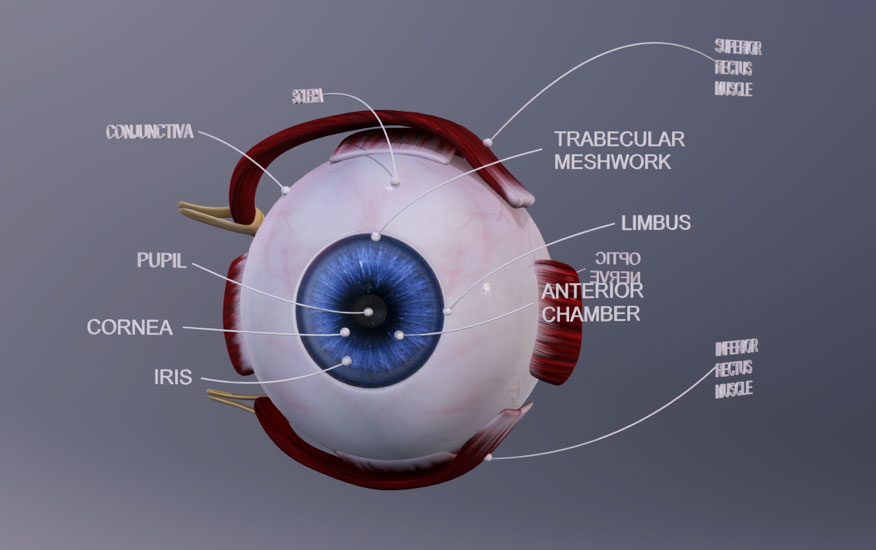 SUPERIOR
RECTUS
MUSCLE
SCLERA
CONJUNCTIVA
TRABECULAR
MESHWORK
LIMBUS
PUPIL
OPTIC
NERVE
ANTERIOR
CHAMBER
CORNEA
IRIS
INFERIOR
RECTUS
MUSCLE